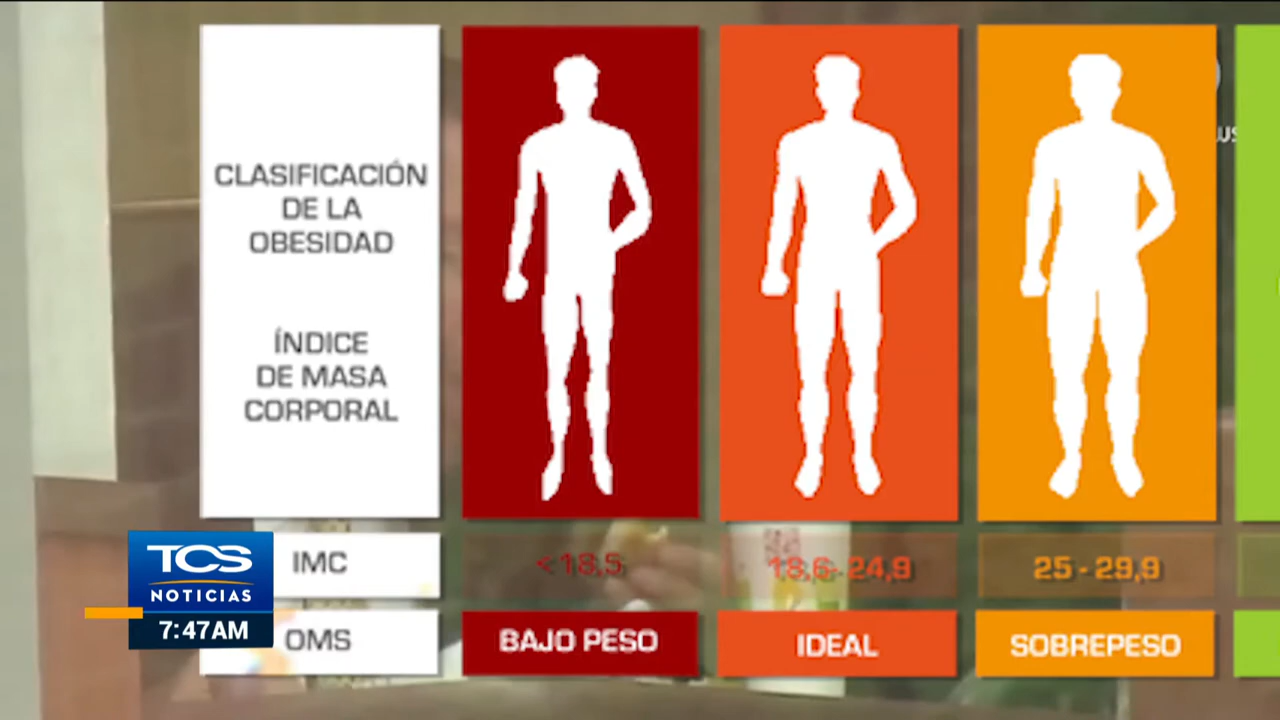 CLASIFICACIÓN
DE LA
OBESIDAD
ÍNDICE
DE MASA
CORPORAL
IMC
<18,5
18,6- 24,9
25 - 29,9
OMS
BAJO PESO
IDEAL
SOBREPESO
TCS
NOTICIAS
7:47AM